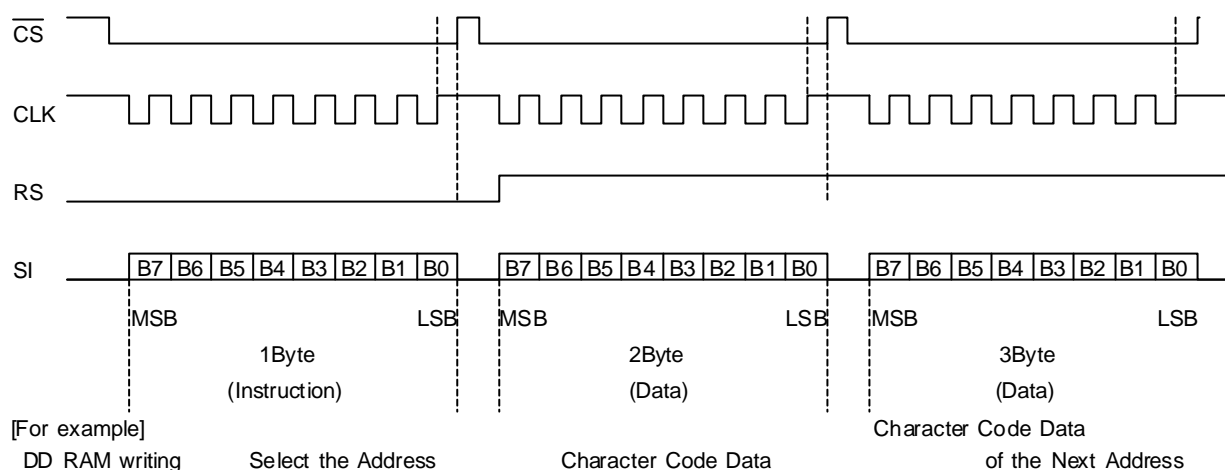 CS
CLK
RS
SI B7 B6 B5 B4 B3 B2 B1 B0 B7 B6 B5 B4 B3 B2 B1 B0 B7 B6 B5 B4 B3 B2 B1 B0
MSB LSB MSB LSB MSB LSB
1Byte 2Byte 3Byte
(Instruction) (Data) (Data)
[For example] Character Code Data
DD RAM writing Select the Address Character Code Data of the Next Address